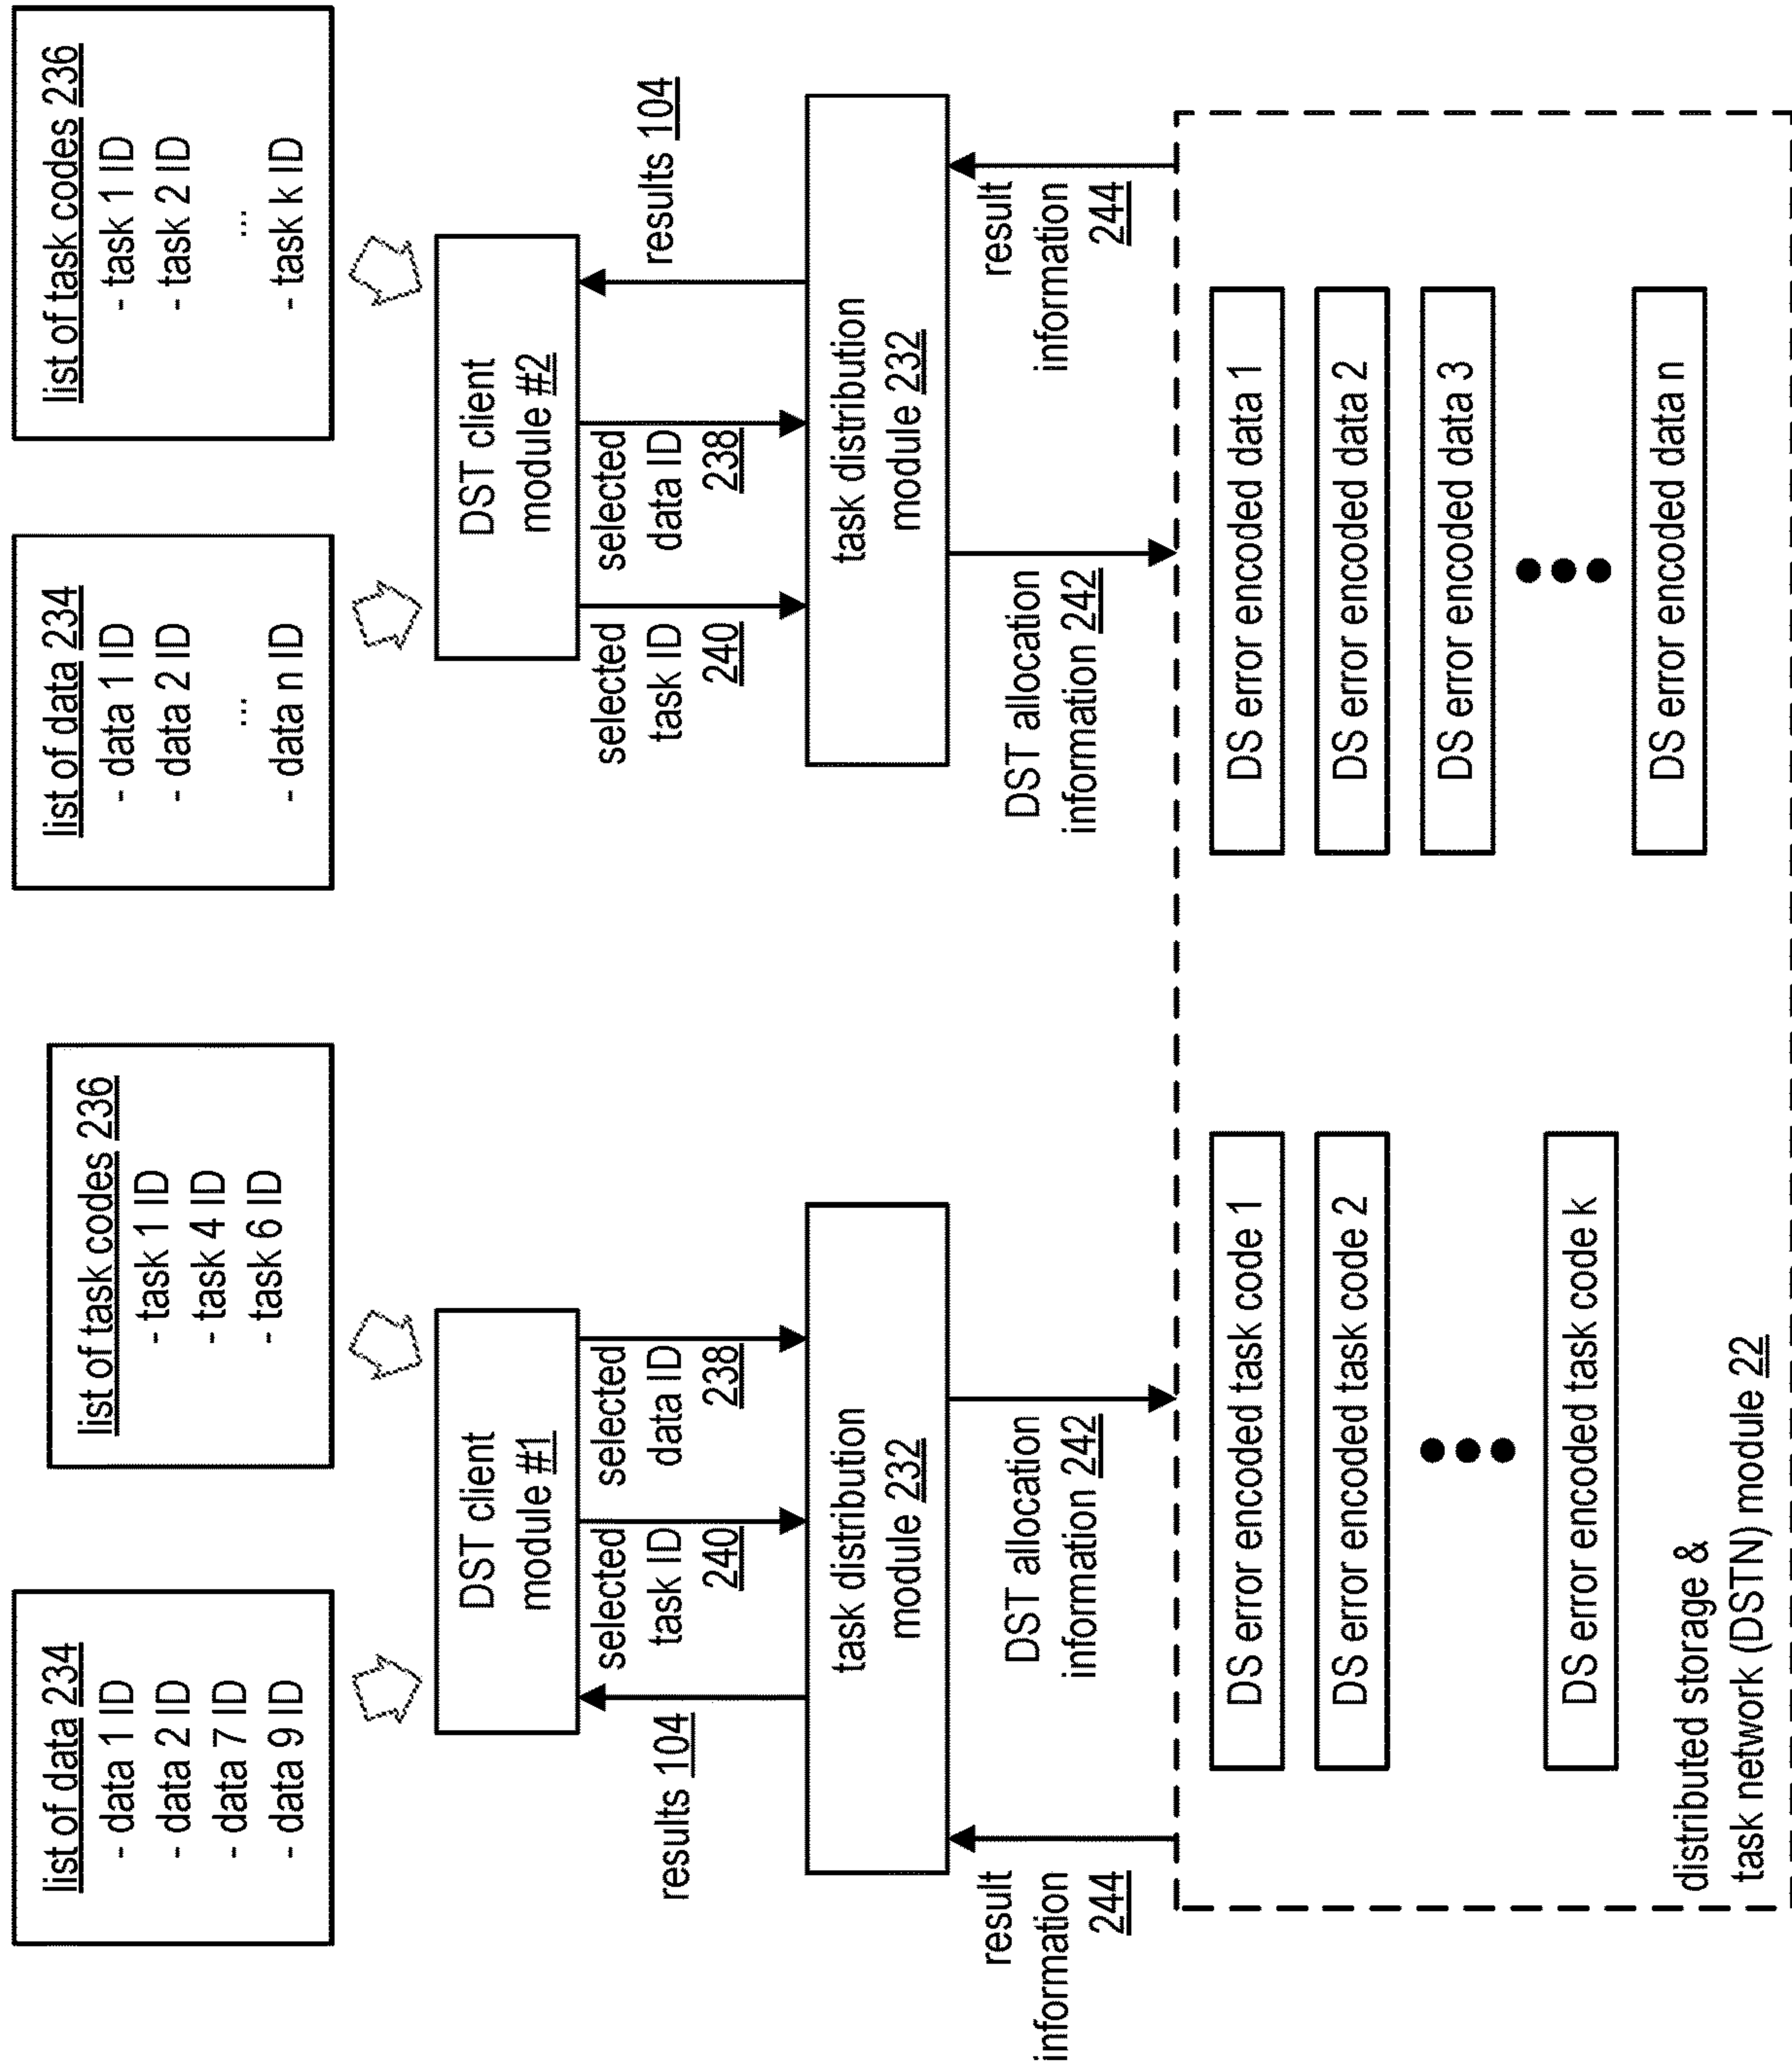 list of data 234
- data 1 ID
- data 2 ID
- data 7 ID
- data 9 ID
list of task codes 236
- task 1 ID
- task 4 ID
- task 6 ID
list of data 234
- data 1 ID
- data 2 ID
...
- data n ID
list of task codes 236
- task 1 ID
- task 2 ID
...
- task k ID
DST client
module #1
DST client
module #2
results 104
selected
task ID
240
selected
data ID
238
selected
task ID
240
selected
data ID
238
results 104
task distribution
module 232
task distribution
module 232
result
information
244
DST allocation
information 242
DST allocation
information 242
result
information
244
DS error encoded task code 1
DS error encoded task code 2
DS error encoded task code k
DS error encoded data 1
DS error encoded data 2
DS error encoded data 3
DS error encoded data n
distributed storage &
task network (DSTN) module 22